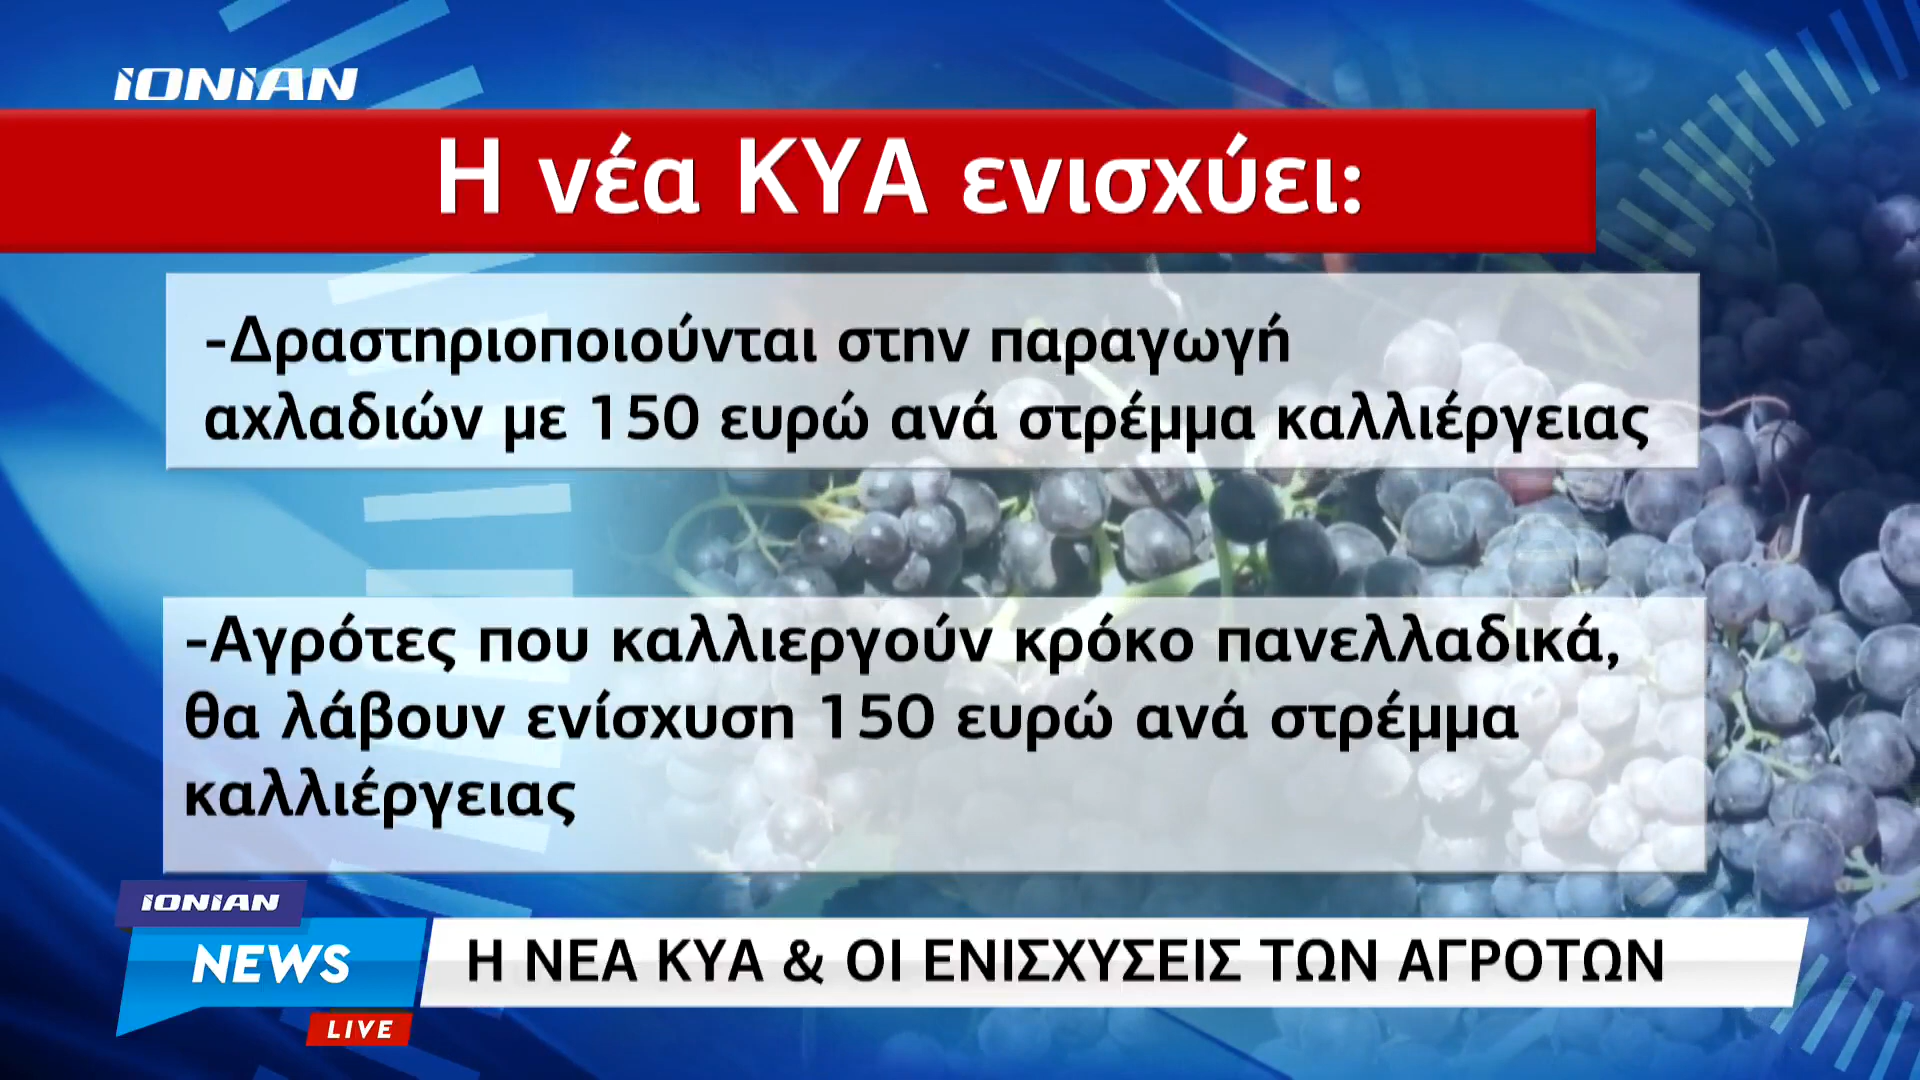 IONIAN
Η νέα ΚΥΑ ενισχύει:
-Δραστηριοποιούνται στην παραγωγή
αχλαδιών με 150 ευρώ ανά στρέμμα καλλιέργειας
-Αγρότες που καλλιεργούν κρόκο πανελλαδικά,
θα λάβουν ενίσχυση 150 ευρώ ανά στρέμμα
καλλιέργειας
IONIAN
NEWS
Η ΝΕΑ ΚΥΑ & ΟΙ ΕΝΙΣΧΥΣΕΙΣ ΤΩΝ ΑΓΡΟΤΩΝ
LIVE